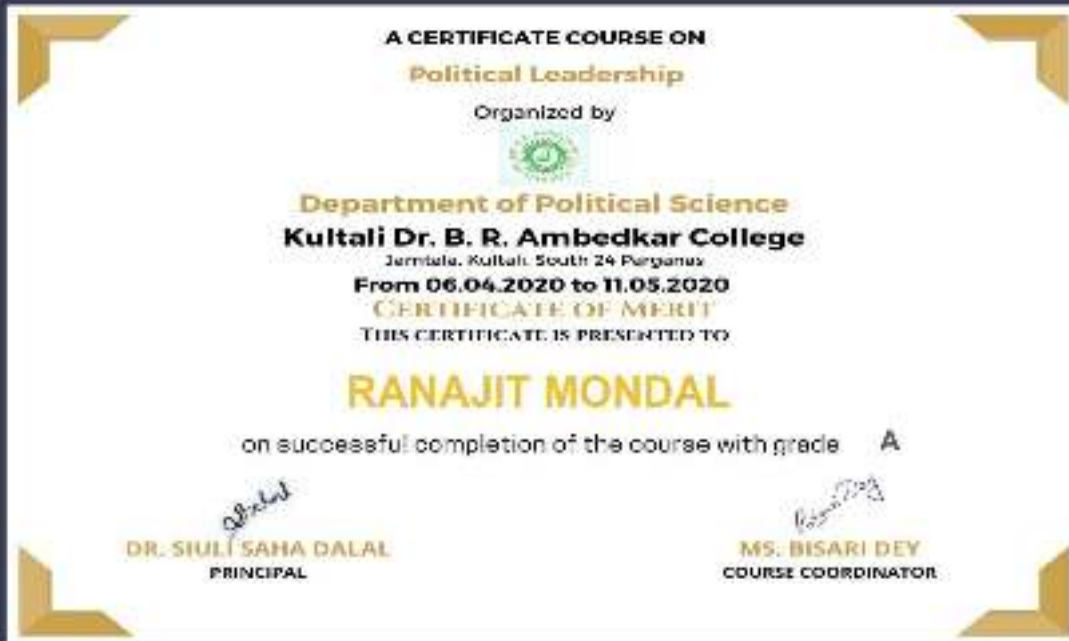 A CERTIFICATE COURSE ON
Political Leadership
Organized by
Department of Political Science
Kultali Dr. B. R. Ambedkar College
Jamtala, Kultali, South 24 Parganas
From 06.04.2020 to 11.05.2020
CERTIFICATE OF MERIT
THIS CERTIFICATE IS PRESENTED TO
RANAJIT MONDAL
on successful completion of the course with grade A
DR. SIULI SAHA DALAL
PRINCIPAL
MS. BISARI DEY
COURSE COORDINATOR